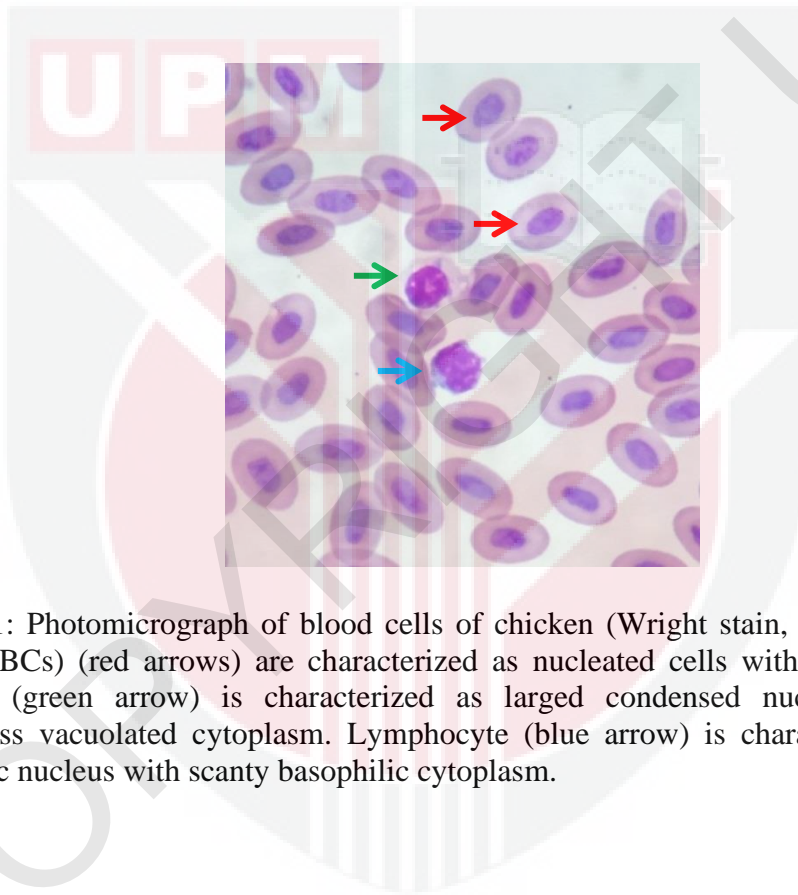 UPM
COPYRIGHT U
1: Photomicrograph of blood cells of chicken (Wright stain,
BCs) (red arrows) are characterized as nucleated cells with
(green arrow) is characterized as larged condensed nuc
ss vacuolated cytoplasm. Lymphocyte (blue arrow) is chara
c nucleus with scanty basophilic cytoplasm.